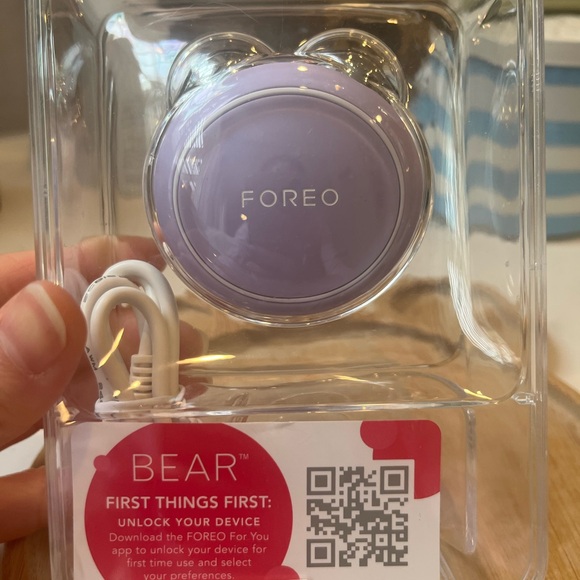 FOREO
BEAR™
FIRST THINGS FIRST:
UNLOCK YOUR DEVICE
Download the FOREO For You
app to unlock your device for
first time use and select
your preferences.